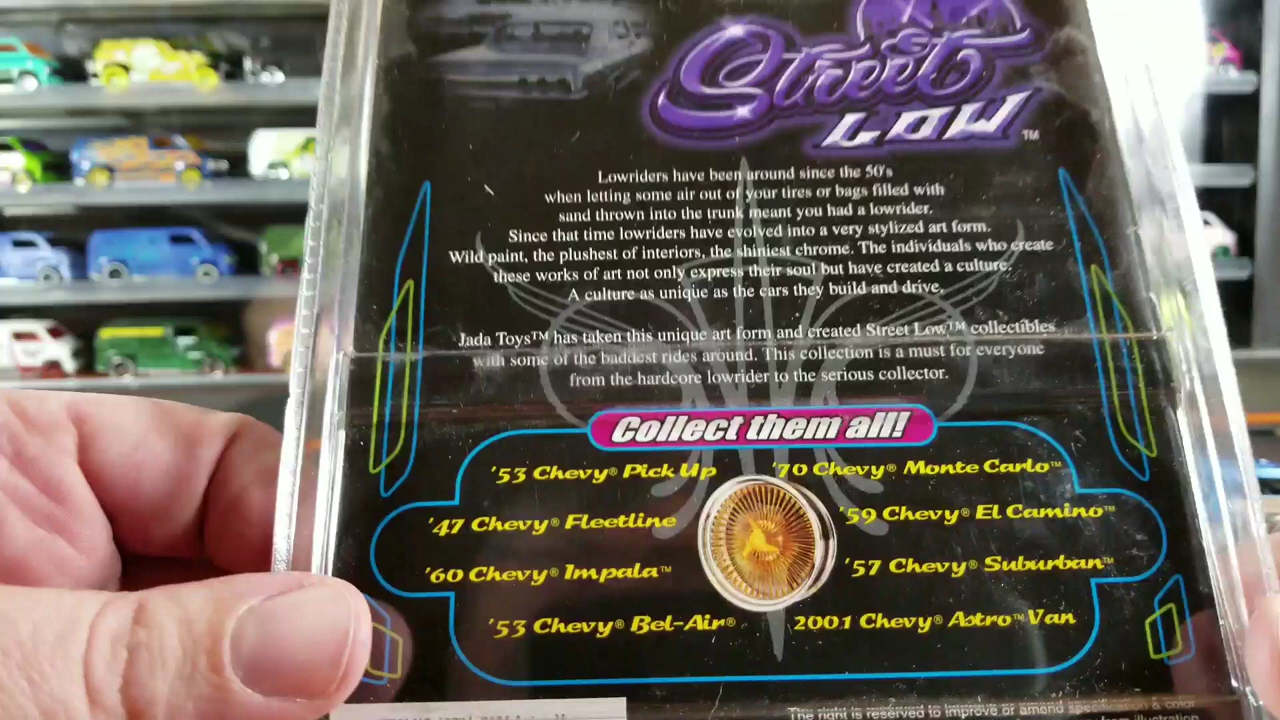 Street
LOW™
Lowriders have been around since the 50's
when letting some air out of your tires or bags filled with
sand thrown into the trunk meant you had a lowrider.
Since that time lowriders have evolved into a very stylized art form.
Wild paint, the plushest of interiors, the shiniest chrome. The individuals who create
these works of art not only express their soul but have created a culture.
A culture as unique as the cars they build and drive.
Jada Toys™ has taken this unique art form and created Street Low™ collectibles
with some of the baddest rides around. This collection is a must for everyone
from the hardcore lowrider to the serious collector.
Collect them all!
'53 Chevy® Pick Up '70 Chevy® Monte Carlo™
'47 Chevy® Fleetline '59 Chevy® El Camino™
'60 Chevy® Impala™ '57 Chevy® Suburban™
'53 Chevy® Bel-Air® 2001 Chevy® Astro™ Van
The right is reserved to improve or amend specification & color
from illustration